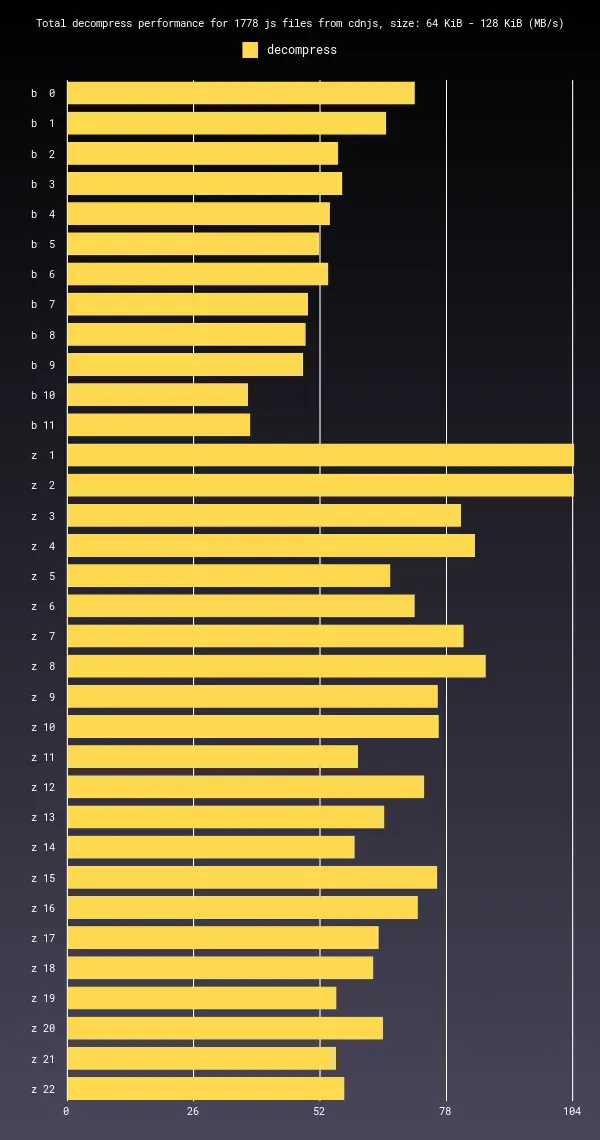 Total decompress performance for 1778 js files from cdnjs, size: 64 KiB - 128 KiB (MB/s)
decompress
b 0
b 1
b 2
b 3
b 4
b 5
b 6
b 7
b 8
b 9
b 10
b 11
z 1
z 2
z 3
z 4
z 5
z 6
z 7
z 8
z 9
z 10
z 11
z 12
z 13
z 14
z 15
z 16
z 17
z 18
z 19
z 20
z 21
z 22
0 26 52 78 104